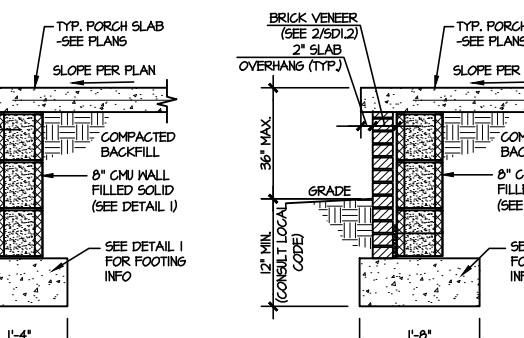 TYP. PORCH SLAB
-SEE PLANS
SLOPE PER PLAN
COMPACTED
BACKFILL
8" CMU WALL
FILLED SOLID
(SEE DETAIL 1)
SEE DETAIL 1
FOR FOOTING
INFO
1'-4"
BRICK VENEER
(SEE 2/SD1.2)
2" SLAB
OVERHANG (TYP.)
36" MAX.
GRADE
12" MIN.
(CONSULT LOCAL
CODE)
TYP. PORCH
-SEE PLANS
SLOPE PER
8" C
(SEE
1'-8"